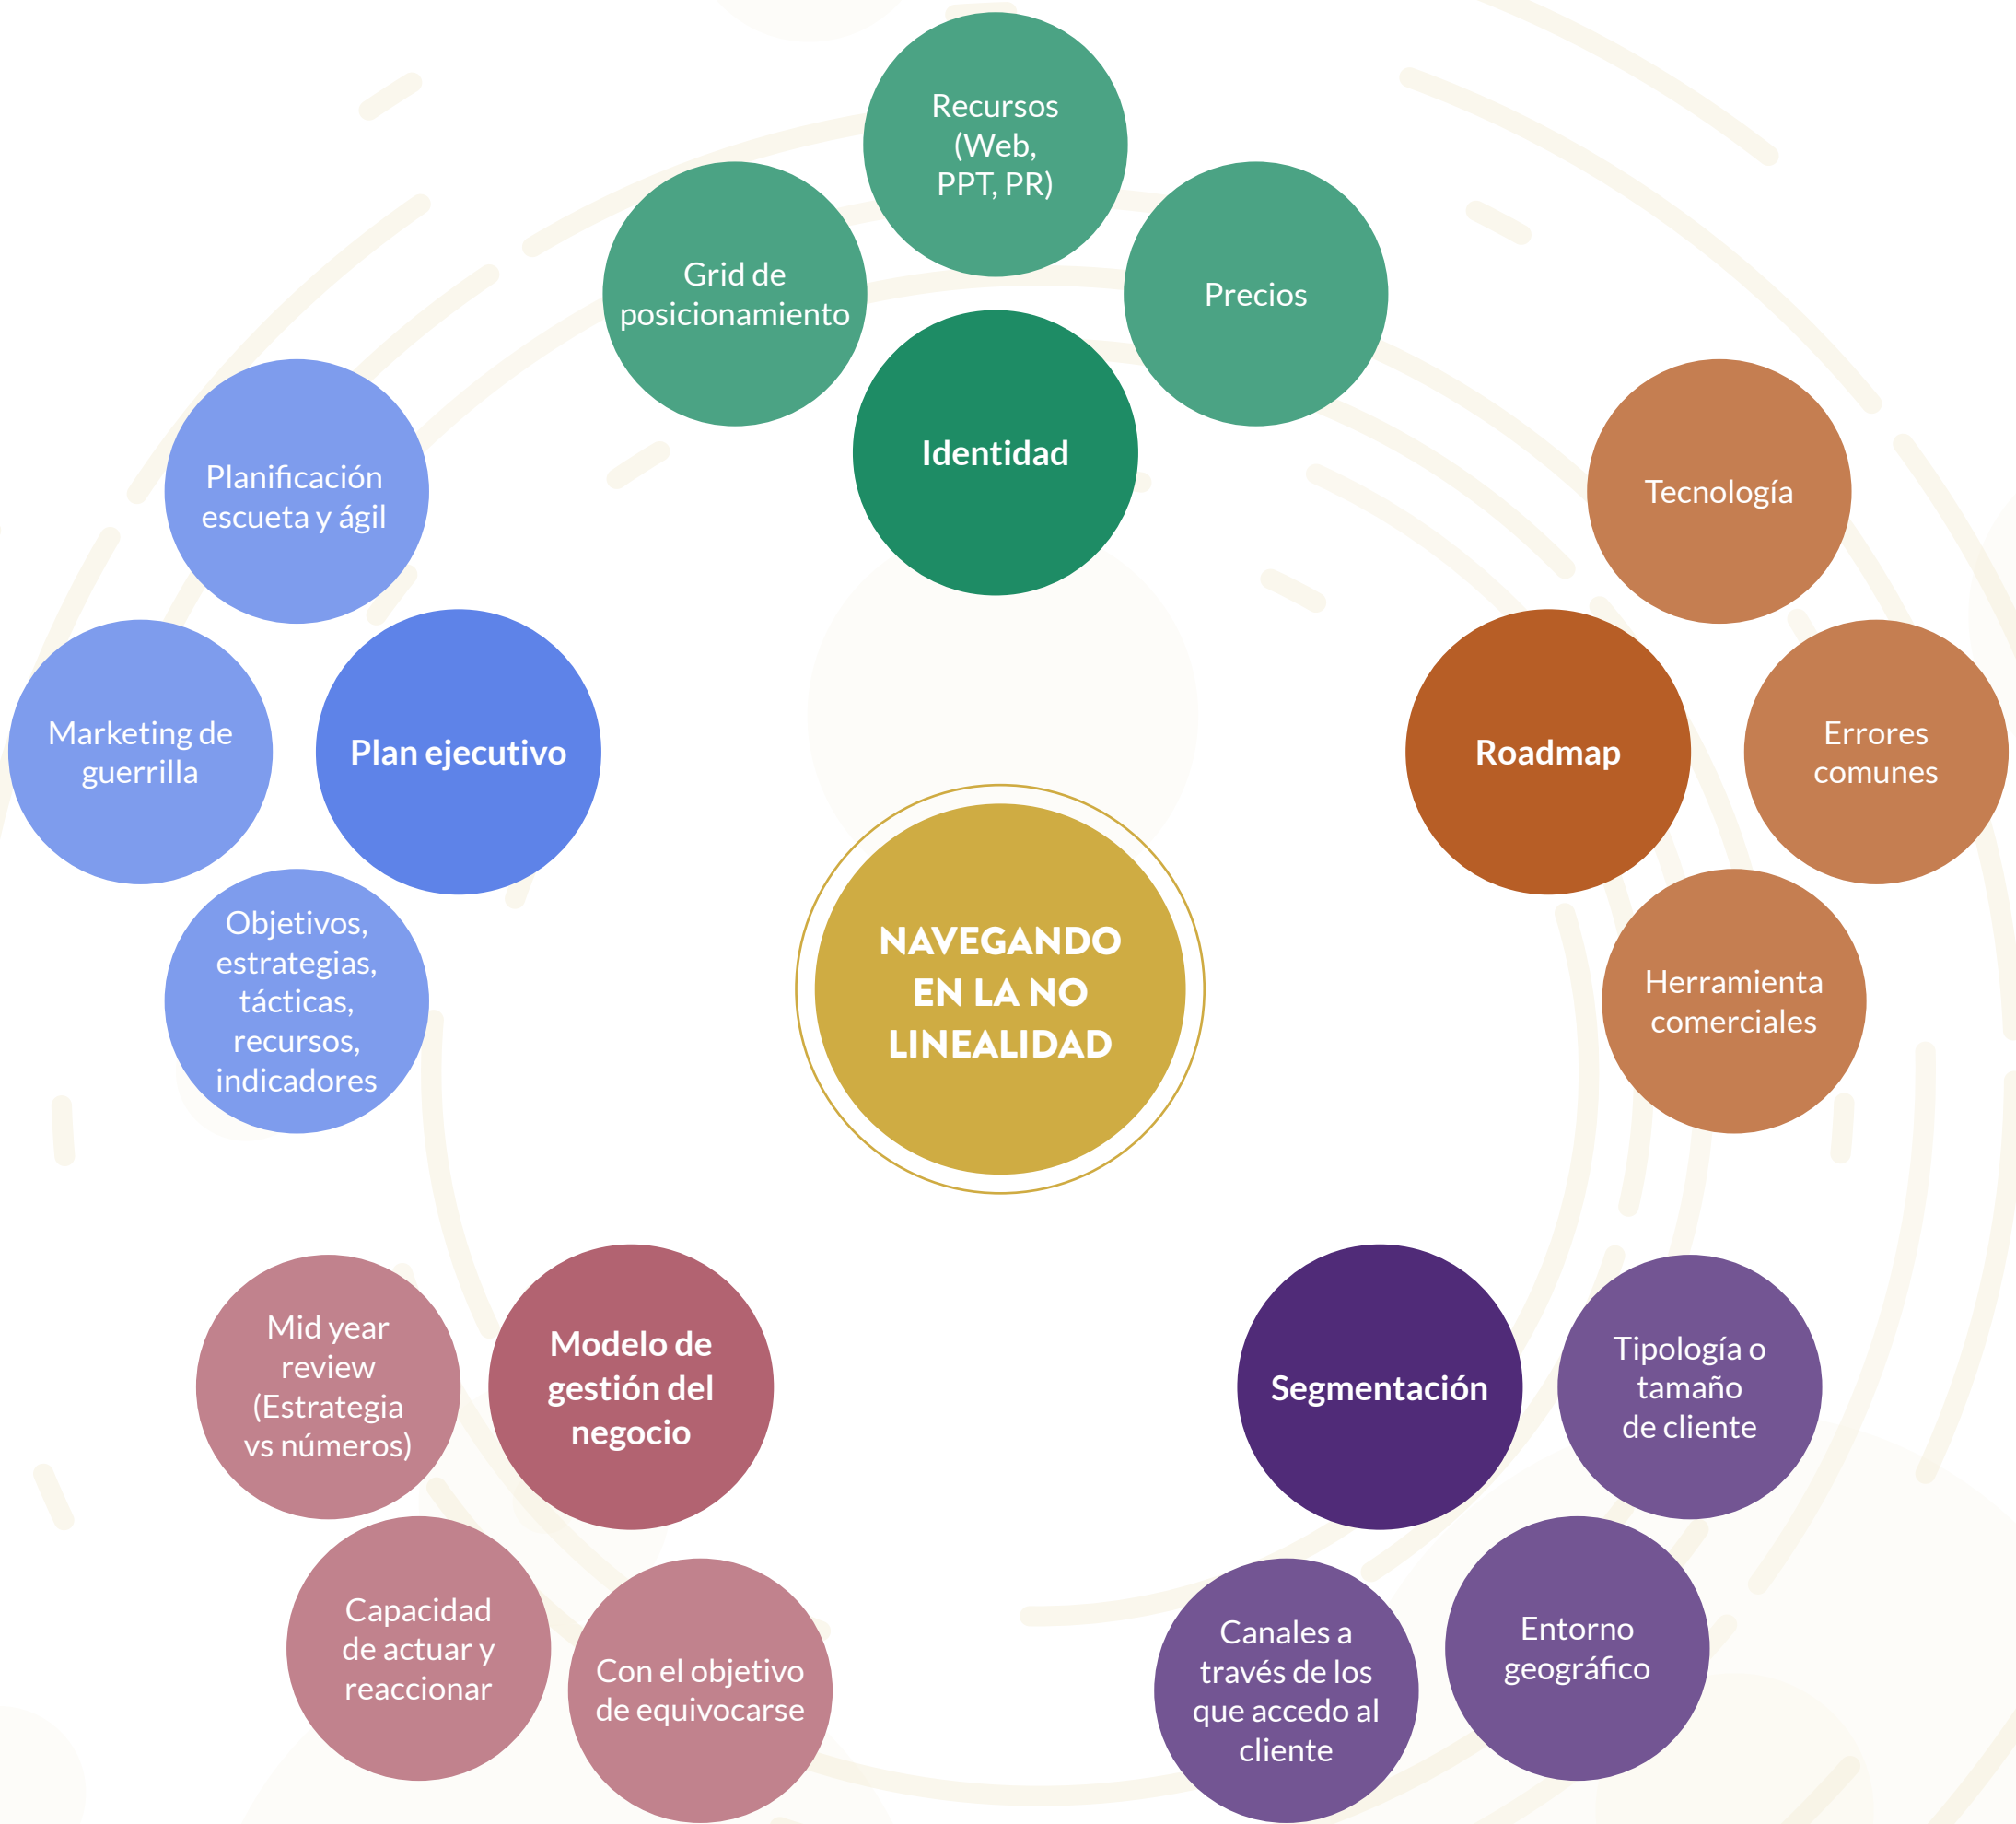 Recursos
(Web,
PPT, PR)
Grid de
posicionamiento
Precios
Identidad
Planificación
escueta y ágil
Marketing de
guerrilla
Plan ejecutivo
Objetivos,
estrategias,
tácticas,
recursos,
indicadores
Tecnología
Roadmap
Errores
comunes
Herramienta
comerciales
NAVEGANDO
EN LA NO
LINEALIDAD
Mid year
review
(Estrategia
vs números)
Modelo de
gestión del
negocio
Capacidad
de actuar y
reaccionar
Con el objetivo
de equivocarse
Segmentación
Tipología o
tamaño
de cliente
Canales a
través de los
que accedo al
cliente
Entorno
geográfico